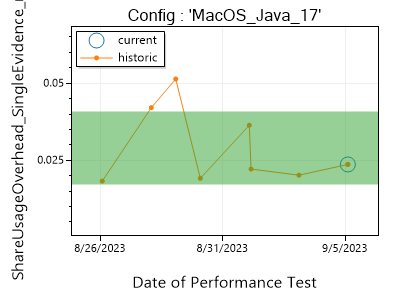 Config : 'MacOS_Java_17'
current
historic
0.05
0.025
ShareUsageOverhead_SingleEvidence_
8/26/2023
8/31/2023
9/5/2023
Date of Performance Test